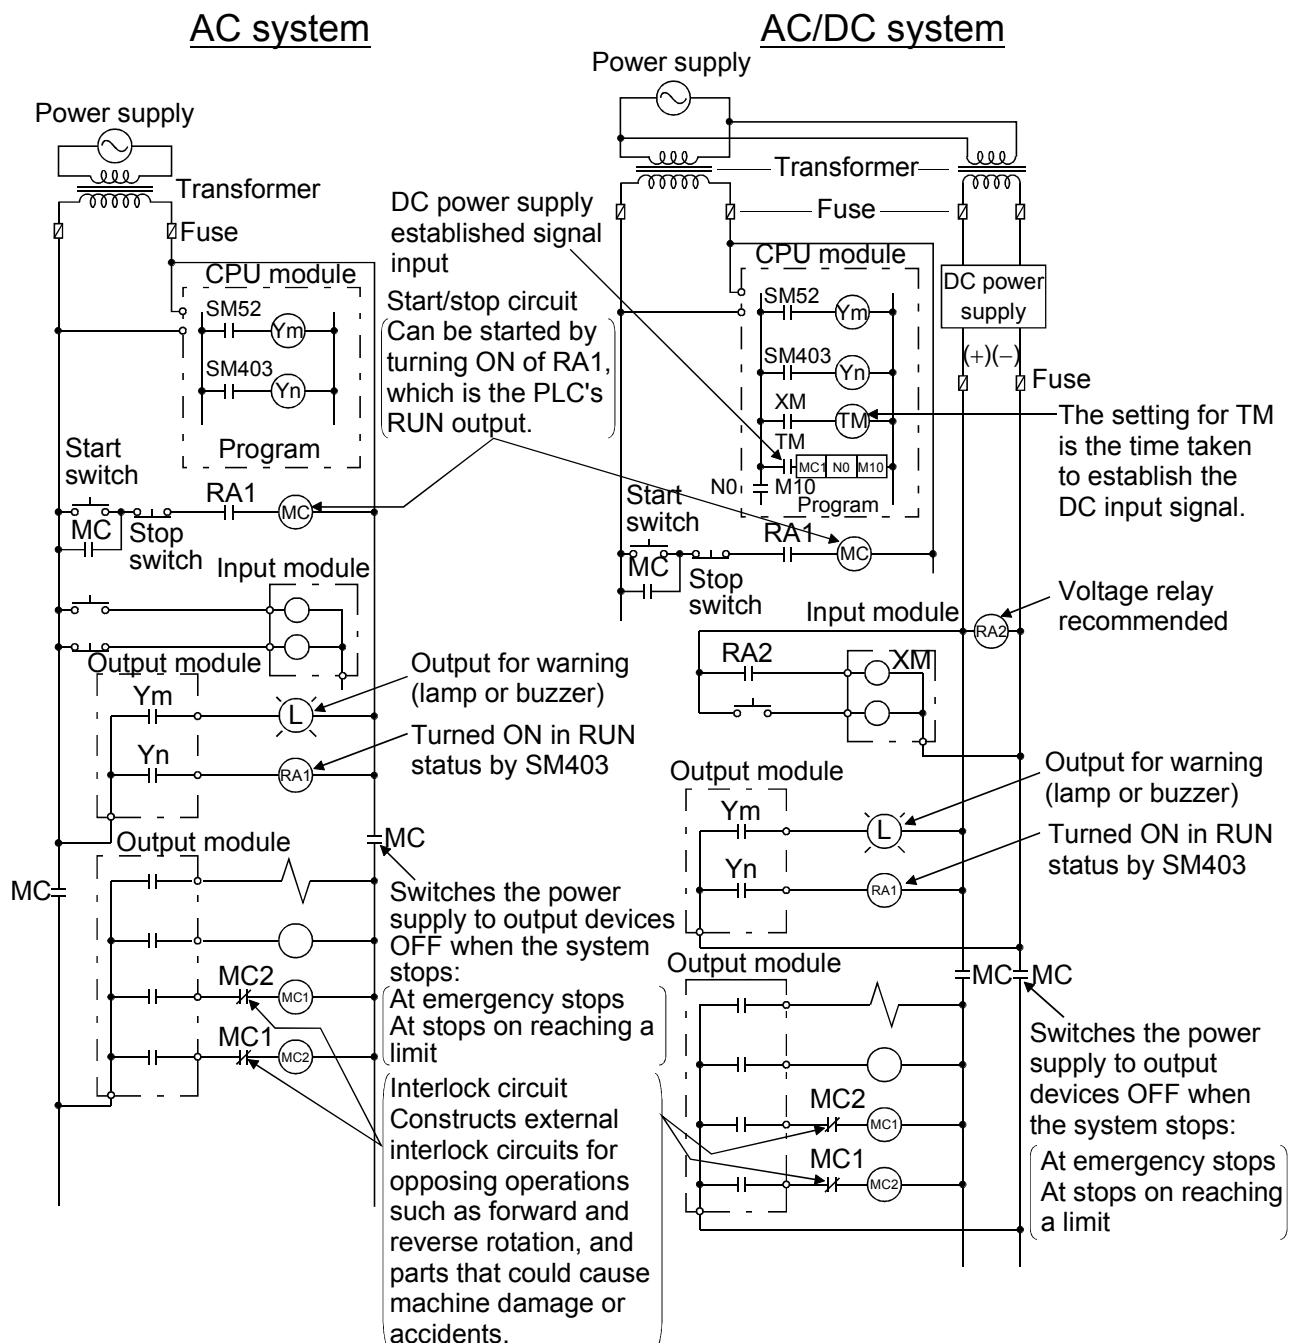 AC system
Power supply
Transformer
Fuse
CPU module
SM52
Ym
SM403
Yn
Program
Start
switch
RA1
MC
MC
Stop
switch
Input module
Output module
Ym
L
Yn
RA1
Output module
MC
MC
MC2
MC1
MC1
MC2
DC power supply
established signal
input
Start/stop circuit
Can be started by
turning ON of RA1,
which is the PLC's
RUN output.
Output for warning
(lamp or buzzer)
Turned ON in RUN
status by SM403
Switches the power
supply to output devices
OFF when the system
stops:
At emergency stops
At stops on reaching a
limit
Interlock circuit
Constructs external
interlock circuits for
opposing operations
such as forward and
reverse rotation, and
parts that could cause
machine damage or
accidents.
AC/DC system
Power supply
Transformer
Fuse
CPU module
SM52
Ym
SM403
Yn
XM
TM
TM
MC1 N0 M10
N0
M10
Program
DC power
supply
(+)(−)
Fuse
The setting for TM
is the time taken
to establish the
DC input signal.
Start
switch
RA1
MC
MC
Stop
switch
Voltage relay
recommended
Input module
RA2
RA2
XM
Output module
Ym
L
Yn
RA1
Output for warning
(lamp or buzzer)
Turned ON in RUN
status by SM403
Output module
MC
MC
MC2
MC1
MC1
MC2
Switches the power
supply to output
devices OFF when
the system stops:
At emergency stops
At stops on reaching
a limit